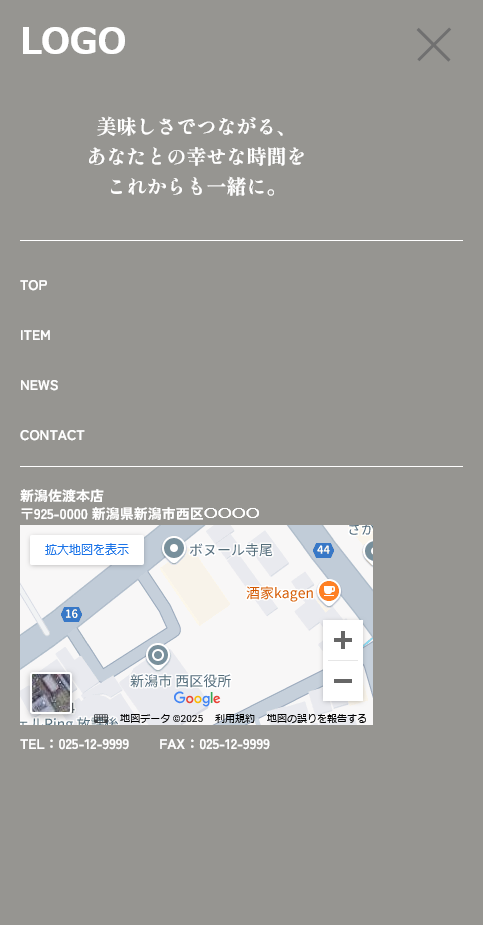 LOGO
美味しさでつながる、
あなたとの幸せな時間を
これからも一緒に。
TOP
ITEM
NEWS
CONTACT
新潟佐渡本店
〒925-0000 新潟県新潟市西区〇〇〇〇
拡大地図を表示
ボヌール寺尾
44
酒家kagen
16
新潟市 西区役所
Google
地図データ ©2025 利用規約 地図の誤りを報告する
TEL：025-12-9999 FAX：025-12-9999